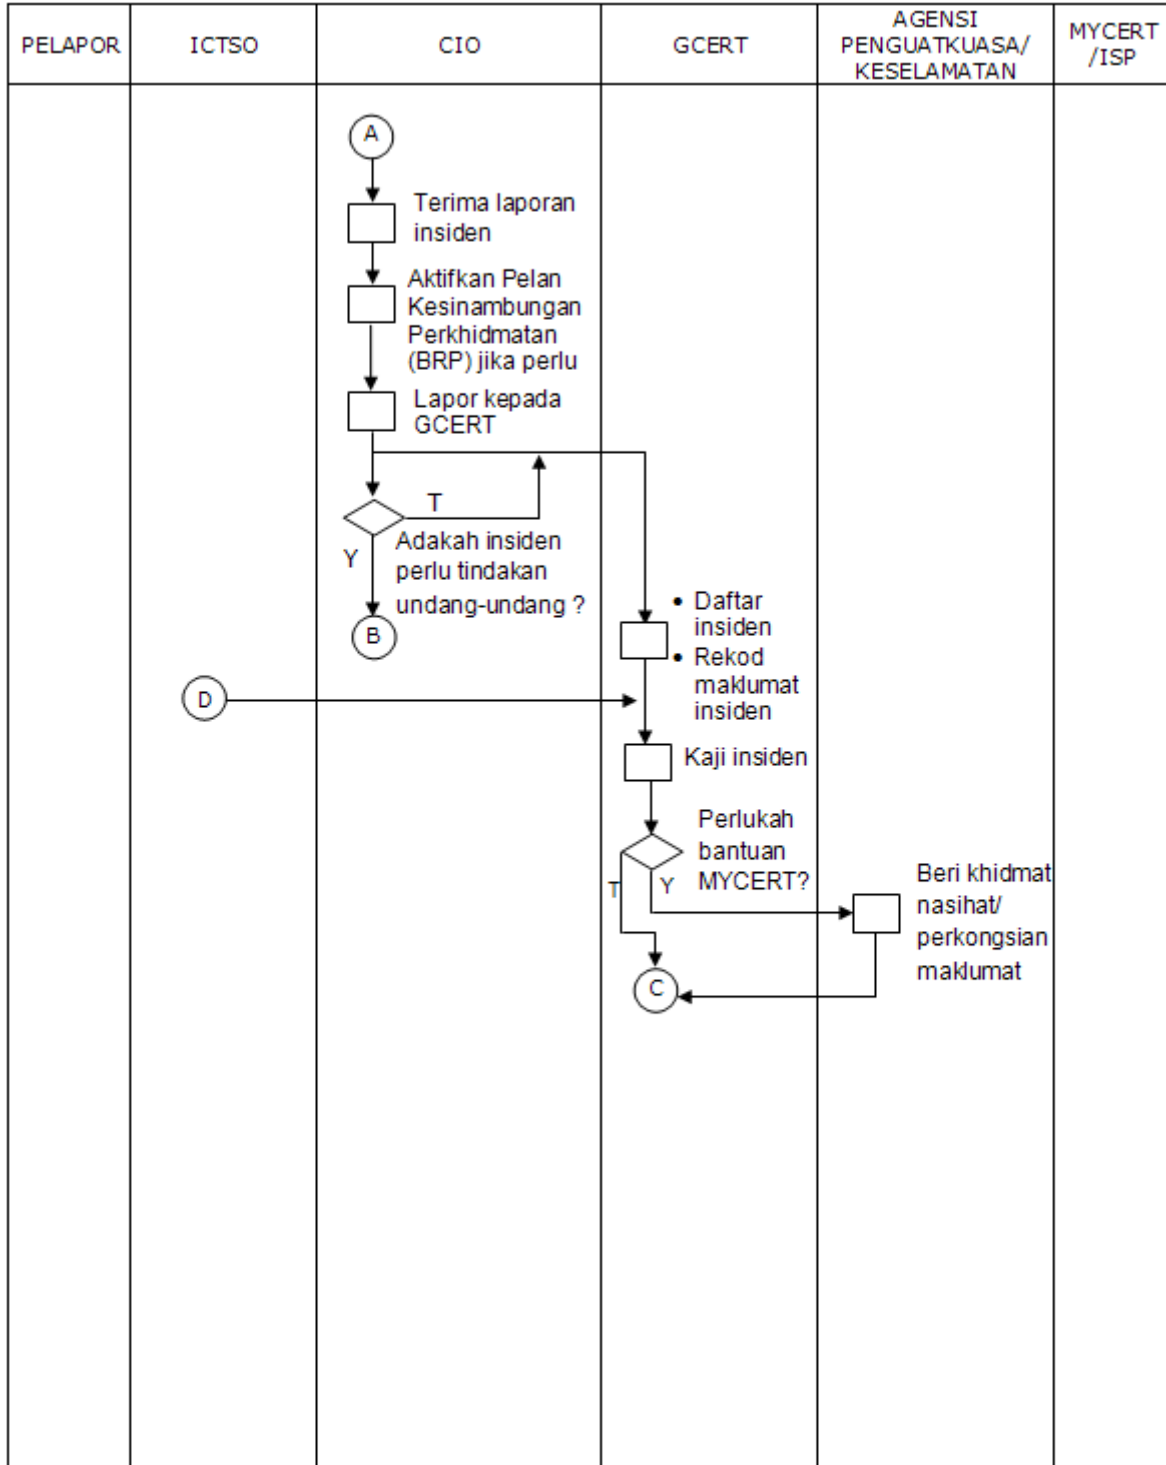 PELAPOR
ICTSO
CIO
GCERT
AGENSI
PENGUATKUASA/
KESELAMATAN
MYCERT
/ISP
A
Terima laporan
insiden
Aktifkan Pelan
Kesinambungan
Perkhidmatan
(BRP) jika perlu
Lapor kepada
GCERT
T
Y
Adakah insiden
perlu tindakan
undang-undang ?
B
• Daftar
insiden
• Rekod
maklumat
insiden
D
Kaji insiden
Perlukah
bantuan
MYCERT?
T
Y
Beri khidmat
nasihat/
perkongsian
maklumat
C